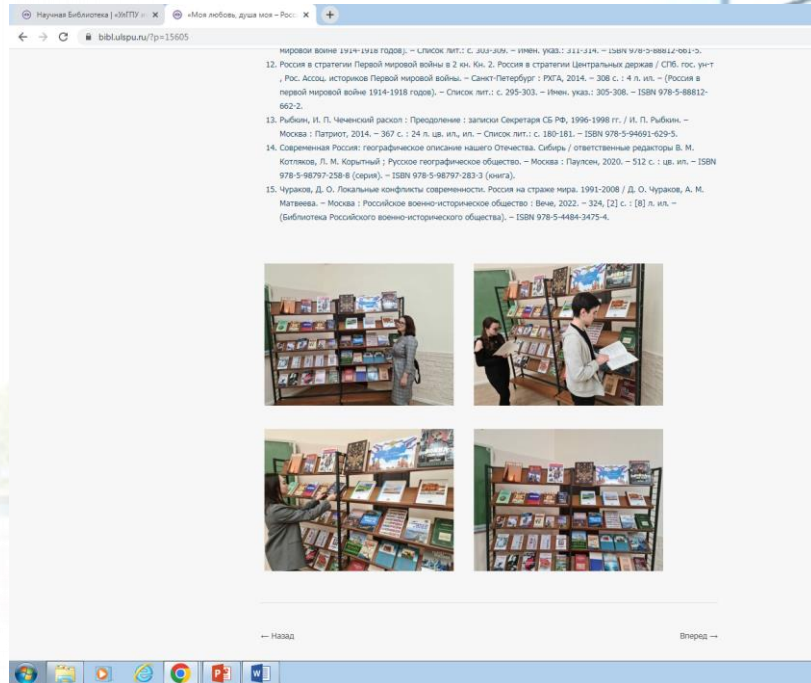 Научная Библиотека | «УлГПУ и
«Моя любовь, душа моя – Росс
bibl.ulspu.ru/?p=15605
мировой войне 1914-1918 годов). – Список лит.: с. 303-309. – Имен. указ.: 311-314. – ISBN 978-5-88812-661-5.
12. Россия в стратегии Первой мировой войны в 2 кн. Кн. 2. Россия в стратегии Центральных держав / СПб. гос. ун-т
, Рос. Ассоц. историков Первой мировой войны. – Санкт-Петербург : РХГА, 2014. – 308 с. : 4 л. ил. – (Россия в
первой мировой войне 1914-1918 годов). – Список лит.: с. 295-303. – Имен. указ.: 305-308. – ISBN 978-5-88812-
662-2.
13. Рыбкин, И. П. Чеченский раскол : Преодоление : записки Секретаря СБ РФ, 1996-1998 гг. / И. П. Рыбкин. –
Москва : Патриот, 2014. – 367 с. : 24 л. цв. ил., ил. – Список лит.: с. 180-181. – ISBN 978-5-94691-629-5.
14. Современная Россия: географическое описание нашего Отечества. Сибирь / ответственные редакторы В. М.
Котляков, Л. М. Корытный ; Русское географическое общество. – Москва : Паулсен, 2020. – 512 с. : цв. ил. – ISBN
978-5-98797-258-8 (серия). – ISBN 978-5-98797-283-3 (книга).
15. Чураков, Д. О. Локальные конфликты современности. Россия на страже мира. 1991-2008 / Д. О. Чураков, А. М.
Матвеева. – Москва : Российское военно-историческое общество : Вече, 2022. – 324, [2] с. : [8] л. ил. –
(Библиотека Российского военно-исторического общества). – ISBN 978-5-4484-3475-4.
← Назад
Вперед →